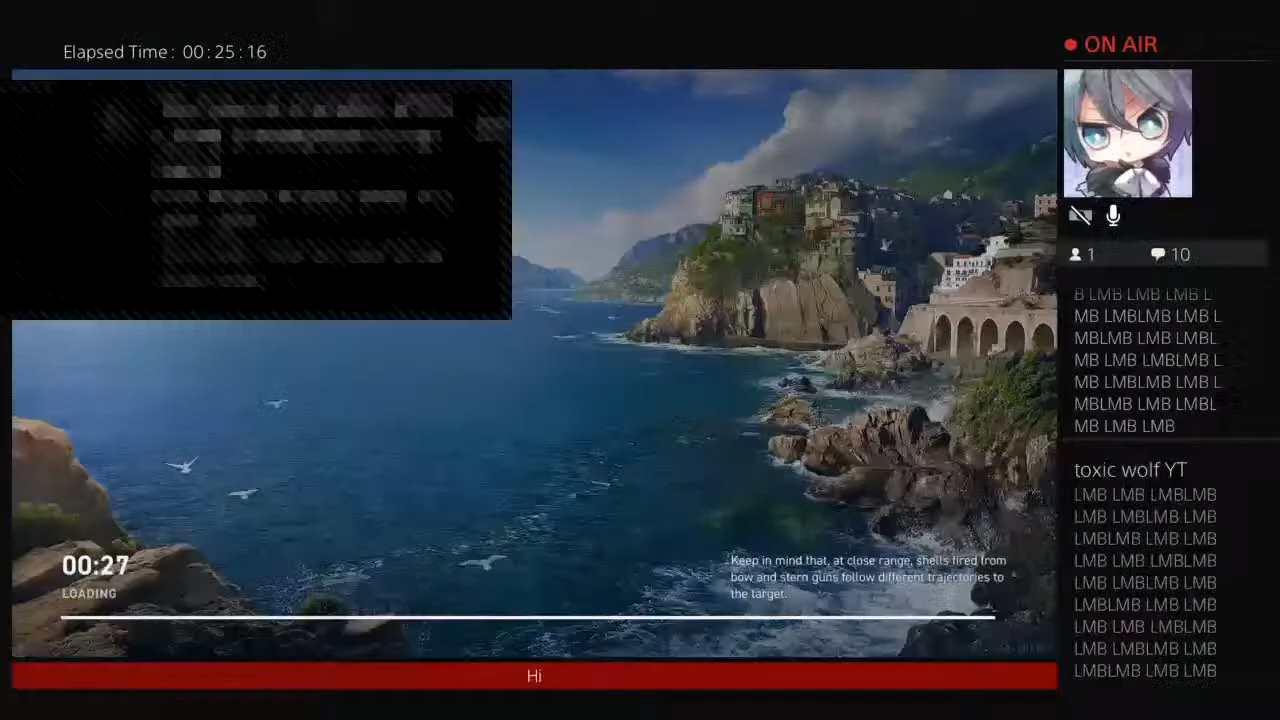 Elapsed Time: 00:25:16
ON AIR
1 10
B LMB LMB LMB L
MB LMBLMB LMB L
MBLMB LMB LMBL
MB LMB LMBLMB L
MB LMBLMB LMB L
MBLMB LMB LMBL
MB LMB LMB
toxic wolf YT
LMB LMB LMBLMB
LMB LMBLMB LMB
LMBLMB LMB LMB
LMB LMB LMBLMB
LMB LMBLMB LMB
LMBLMB LMB LMB
LMB LMB LMBLMB
LMB LMBLMB LMB
LMBLMB LMB LMB
00:27
LOADING
Keep in mind that, at close range, shells fired from
bow and stern guns follow different trajectories to
the target.
Hi